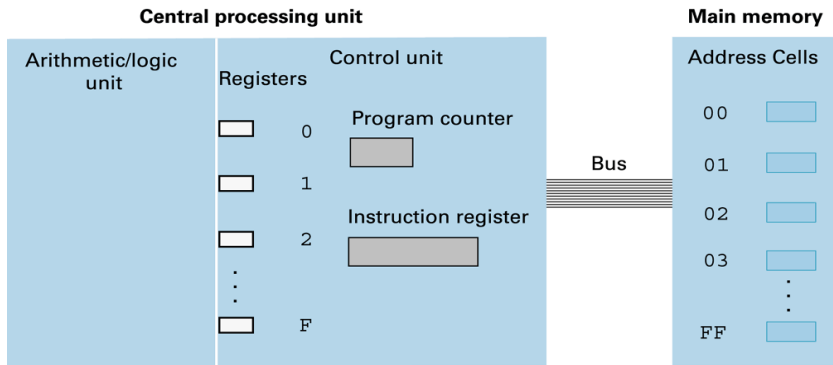 Central processing unit
Main memory
Arithmetic/logic
unit
Control unit
Registers
0
1
2
F
Program counter
Instruction register
Bus
Address Cells
00
01
02
03
FF